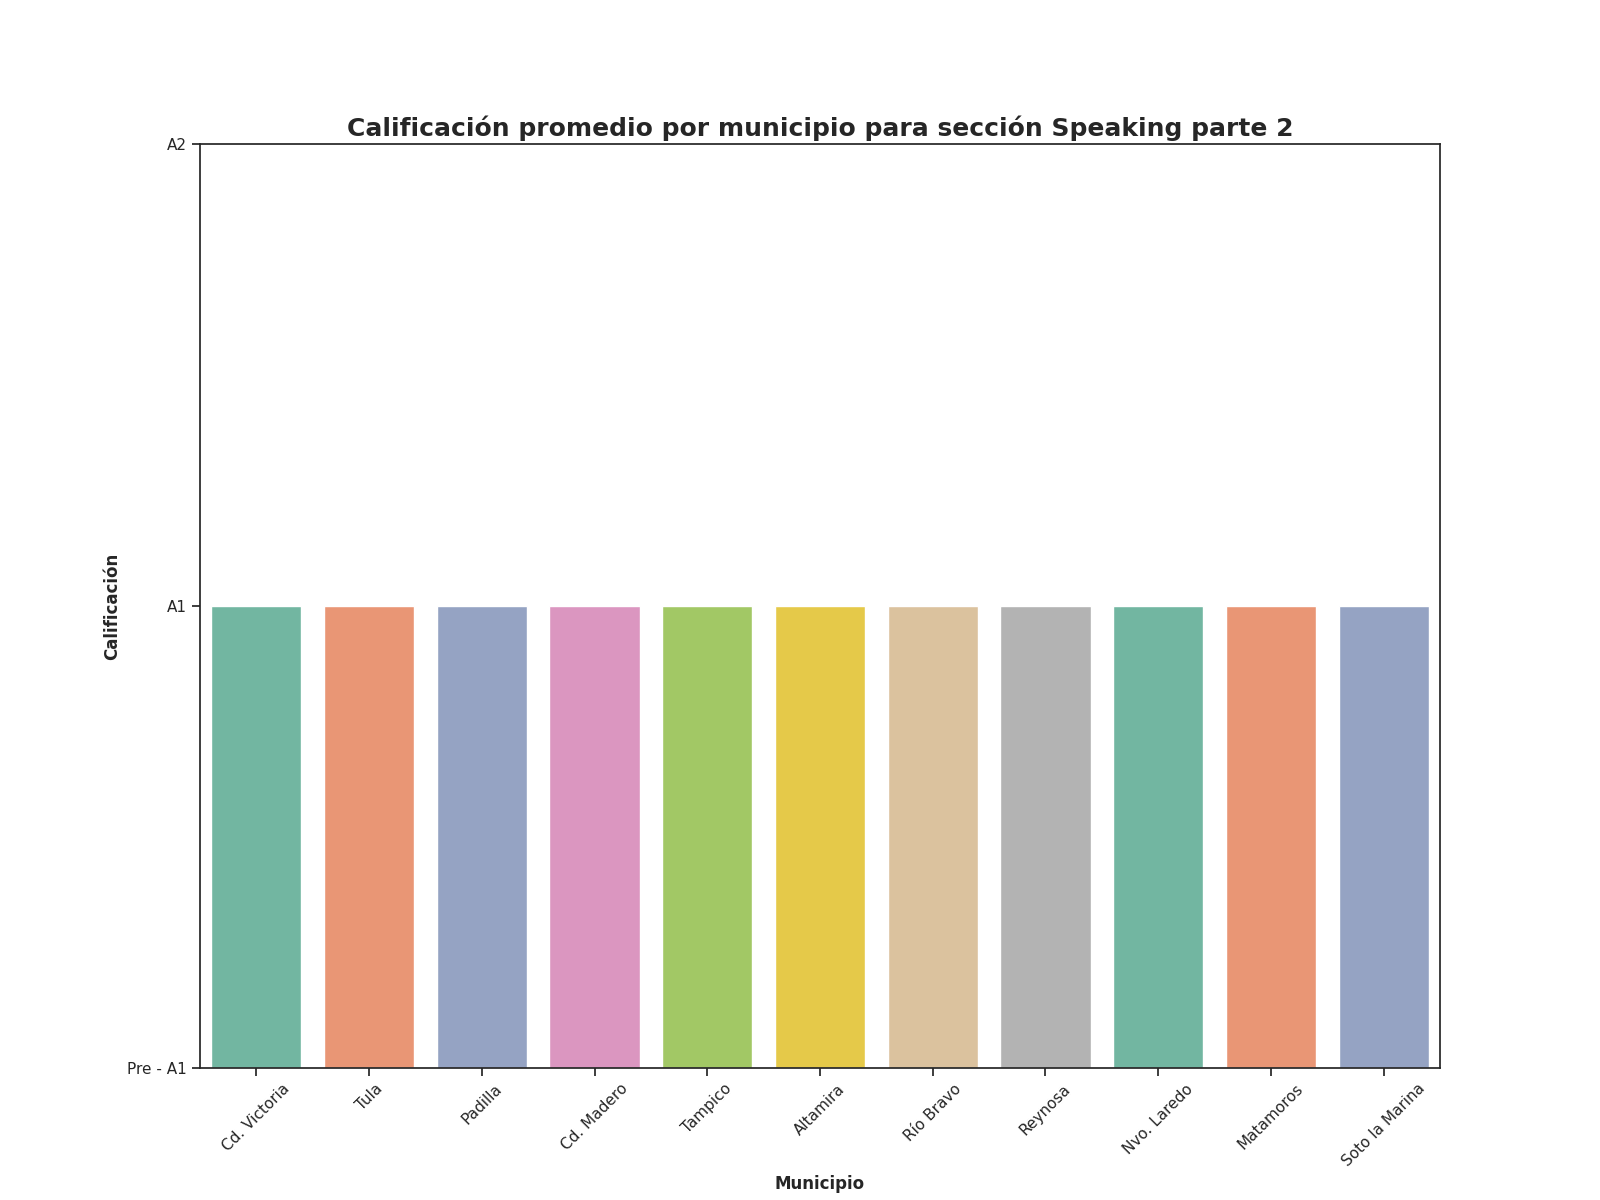 Calificación promedio por municipio para sección Speaking parte 2
A2
A1
Pre - A1
Calificación
Cd. Victoria
Tula
Padilla
Cd. Madero
Tampico
Altamira
Río Bravo
Reynosa
Nvo. Laredo
Matamoros
Soto la Marina
Municipio